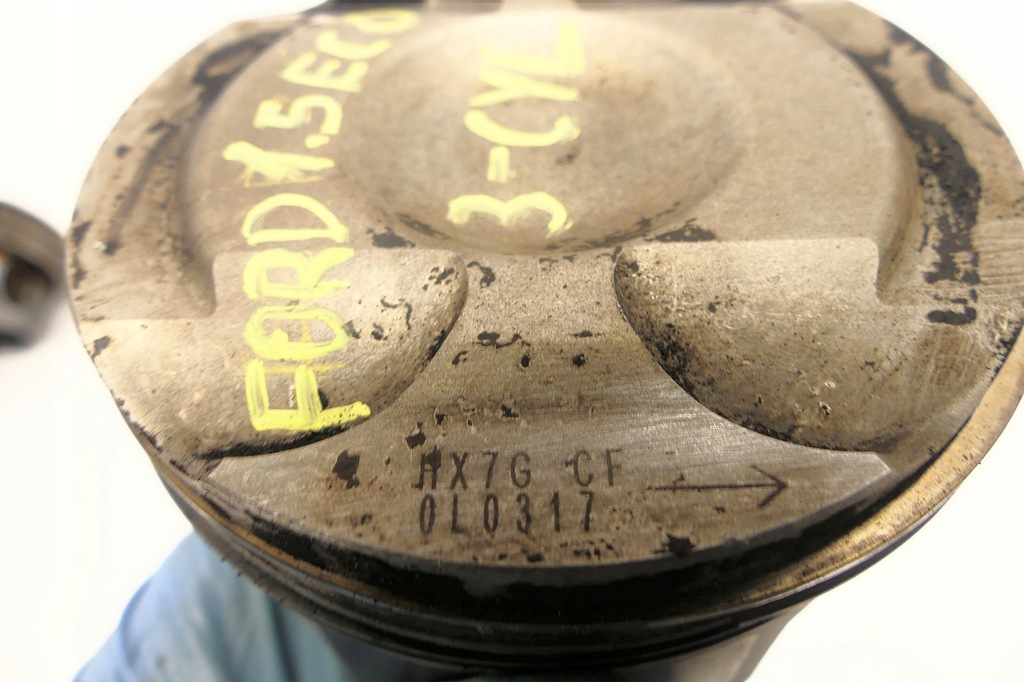 FORD 1.5ECO
3-CYL
HX7G CF
0L0317